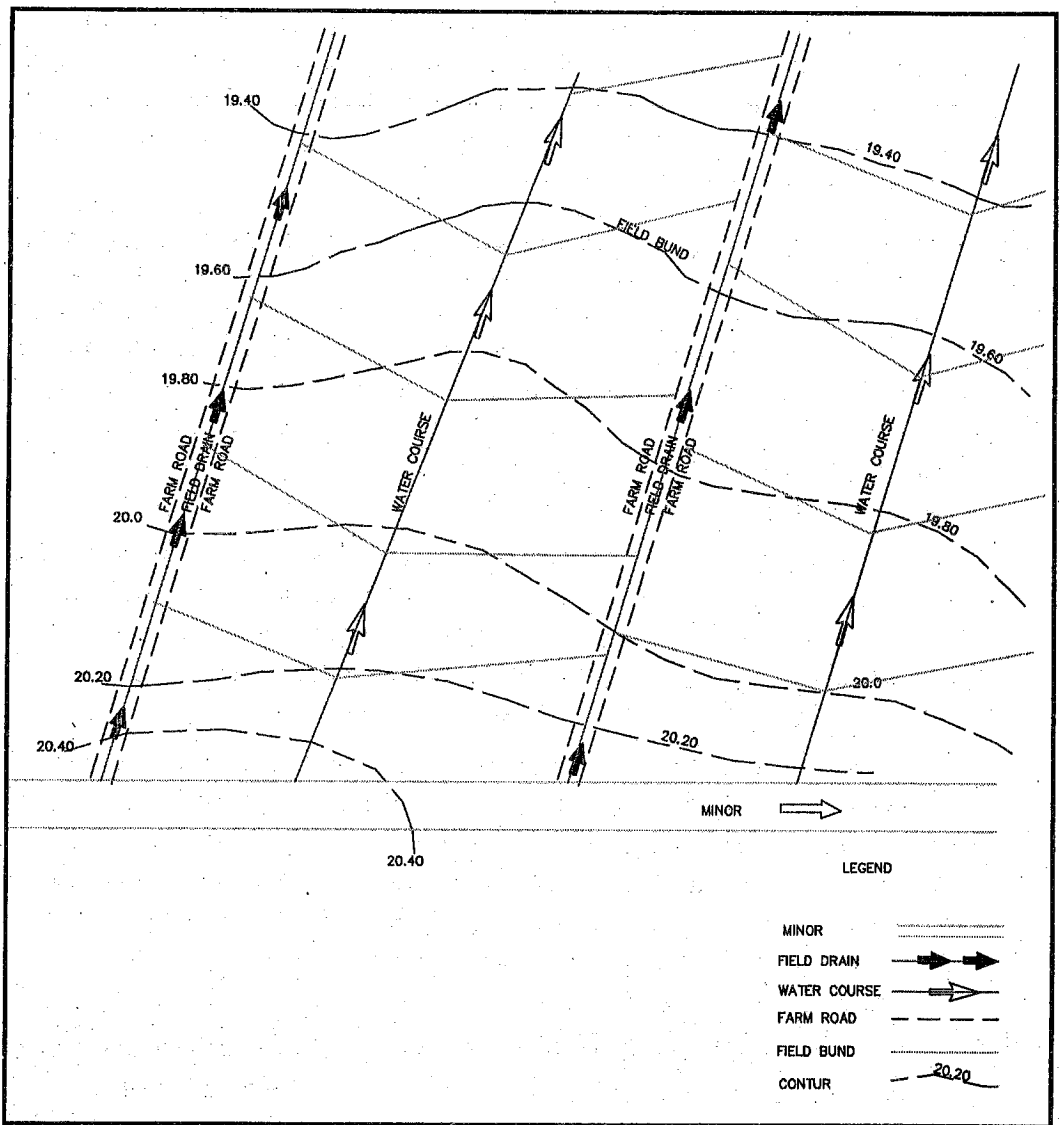 19.40
19.40
FIELD BUND
19.60
19.60
19.80
FARM ROAD
FIELD DRAIN
FARM ROAD
WATER COURSE
FARM ROAD
FIELD DRAIN
FARM ROAD
WATER COURSE
19.80
20.0
20.20
20.0
20.40
20.20
MINOR
20.40
LEGEND
MINOR
FIELD DRAIN
WATER COURSE
FARM ROAD
FIELD BUND
CONTUR
20.20